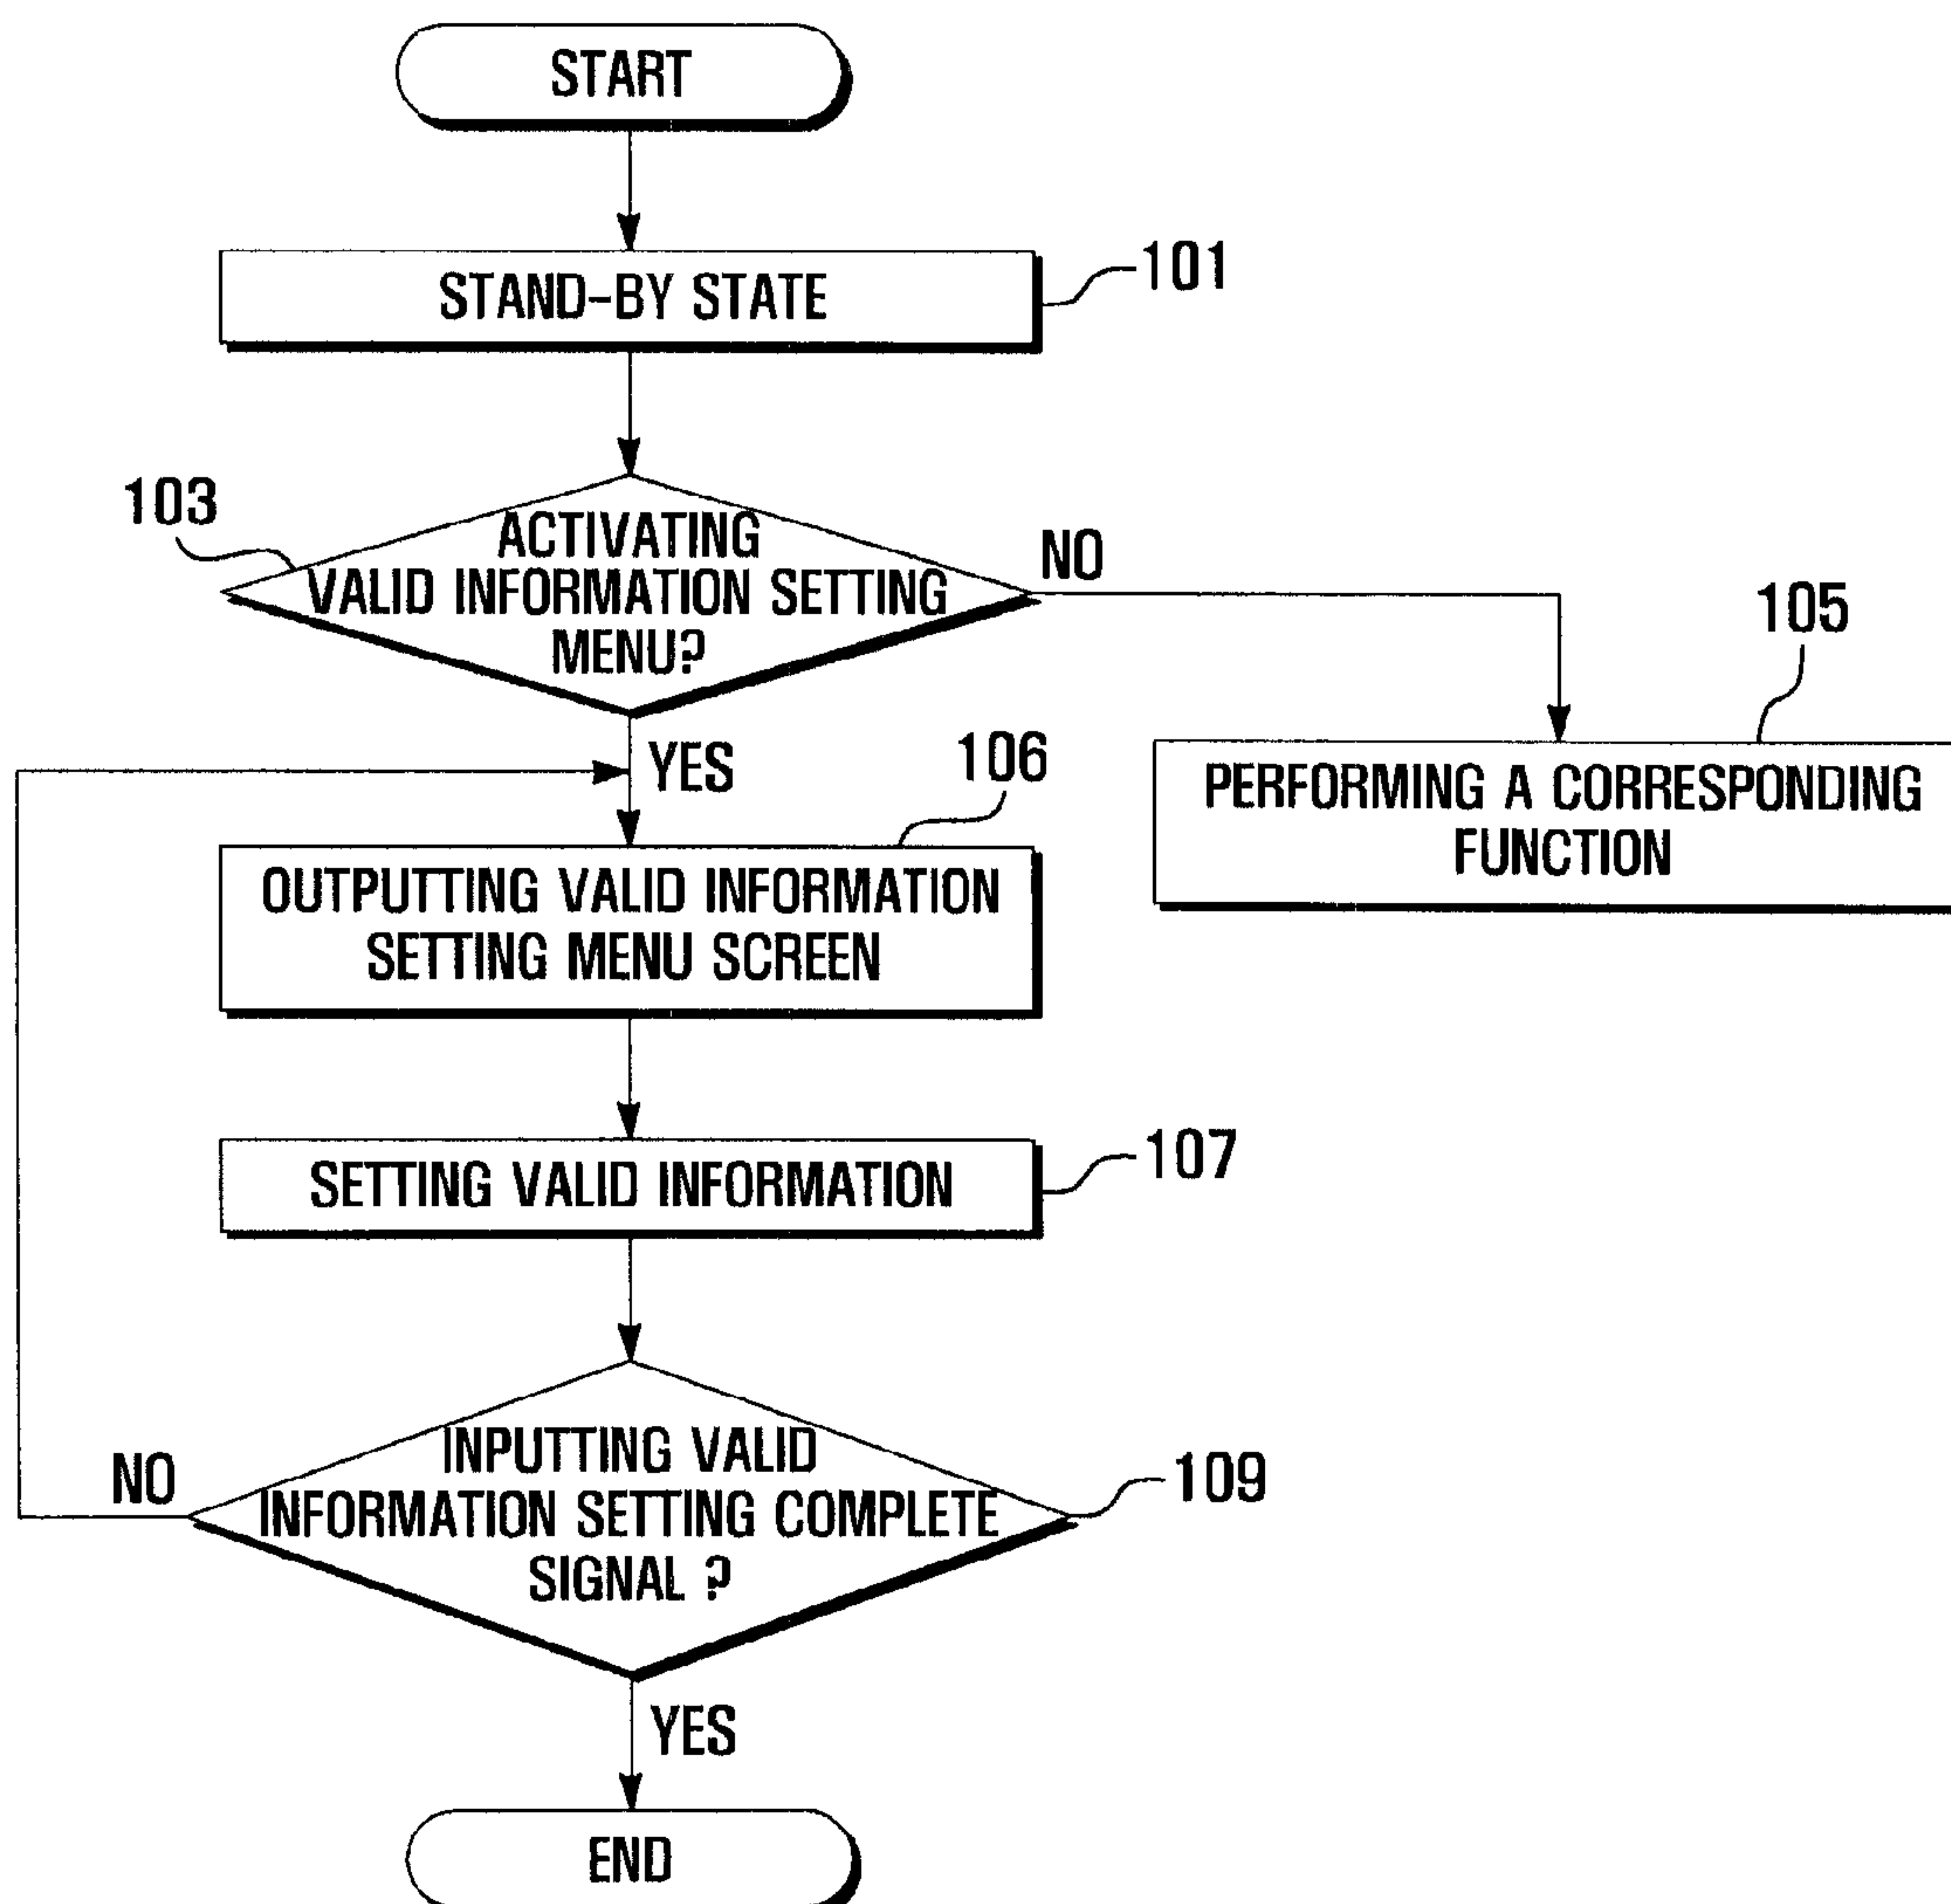 START
STAND-BY STATE
101
103
ACTIVATING
VALID INFORMATION SETTING
MENU?
NO
105
YES
106
PERFORMING A CORRESPONDING
FUNCTION
OUTPUTTING VALID INFORMATION
SETTING MENU SCREEN
SETTING VALID INFORMATION
107
NO
INPUTTING VALID
INFORMATION SETTING COMPLETE
SIGNAL ?
109
YES
END